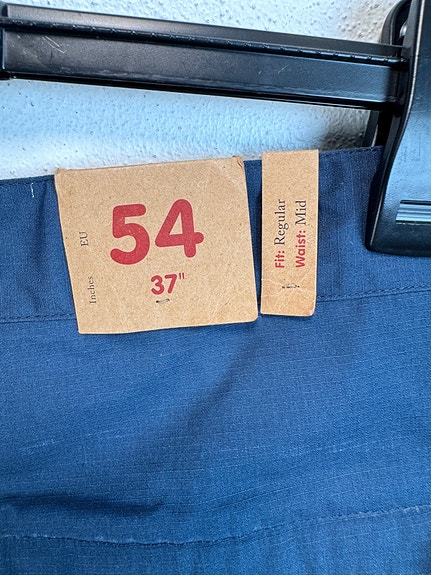 EU
54
Inches
37"
Fit: Regular
Waist: Mid